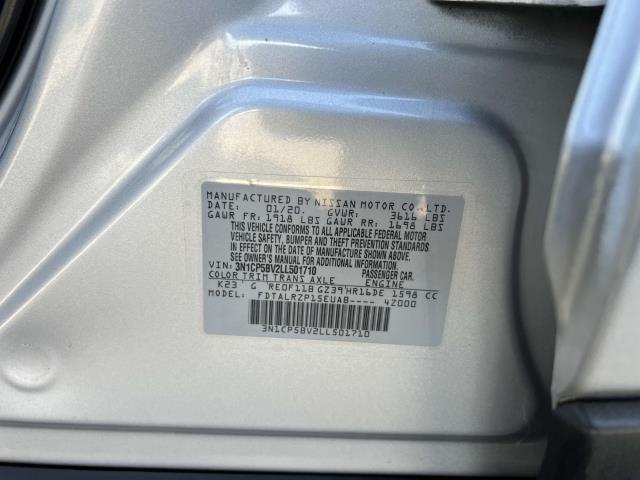 MANUFACTURED BY NISSAN MOTOR CO.,LTD.
DATE: 01/20. GVWR: 3616 LBS
GAWR FR: 1918 LBS GAWR RR: 1698 LBS
THIS VEHICLE CONFORMS TO ALL APPLICABLE FEDERAL MOTOR
VEHICLE SAFETY, BUMPER AND THEFT PREVENTION STANDARDS
IN EFFECT ON THE DATE OF MANUFACTURE SHOWN ABOVE.
SEE OWNER'S MANUAL FOR ADDITIONAL INFORMATION.
VIN: 3N1CP5BV2LL501710 PASSENGER CAR
COLOR TRIM TRANS AXLE ENGINE
K23 G RE0F11B GZ39 HR16DE 1598 CC
MODEL: FDTALRZP15EUAB---- 42000
3N1CP5BV2LL501710